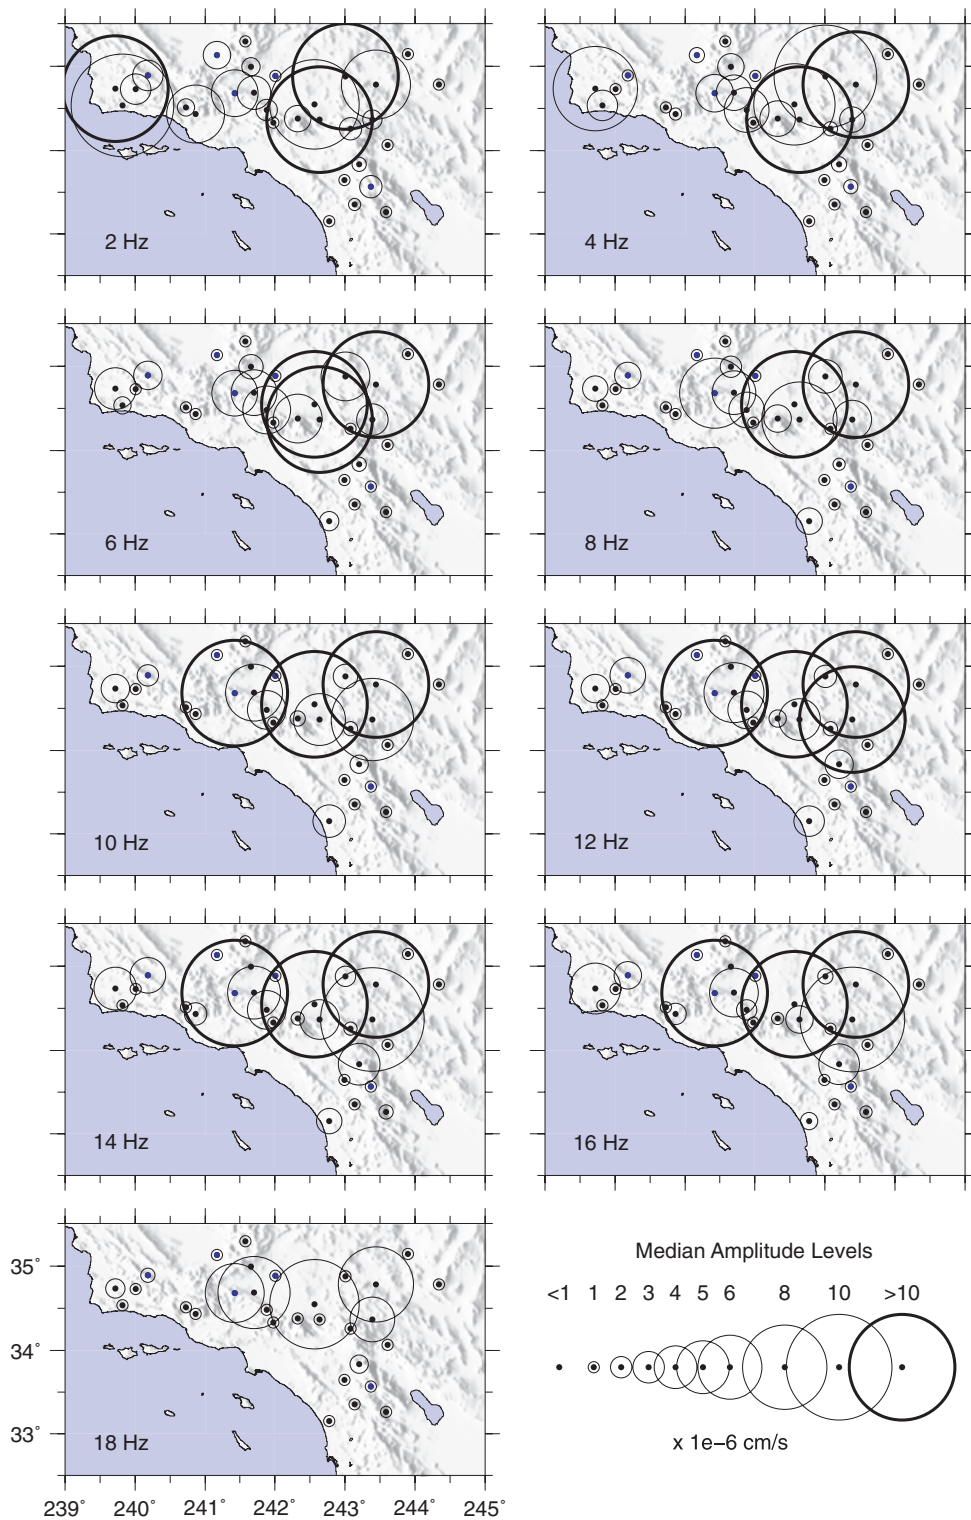 2 Hz
4 Hz
6 Hz
8 Hz
10 Hz
12 Hz
14 Hz
16 Hz
35°
34°
33°
18 Hz
239° 240° 241° 242° 243° 244° 245°
Median Amplitude Levels
<1 1 2 3 4 5 6 8 10 >10
x 1e−6 cm/s